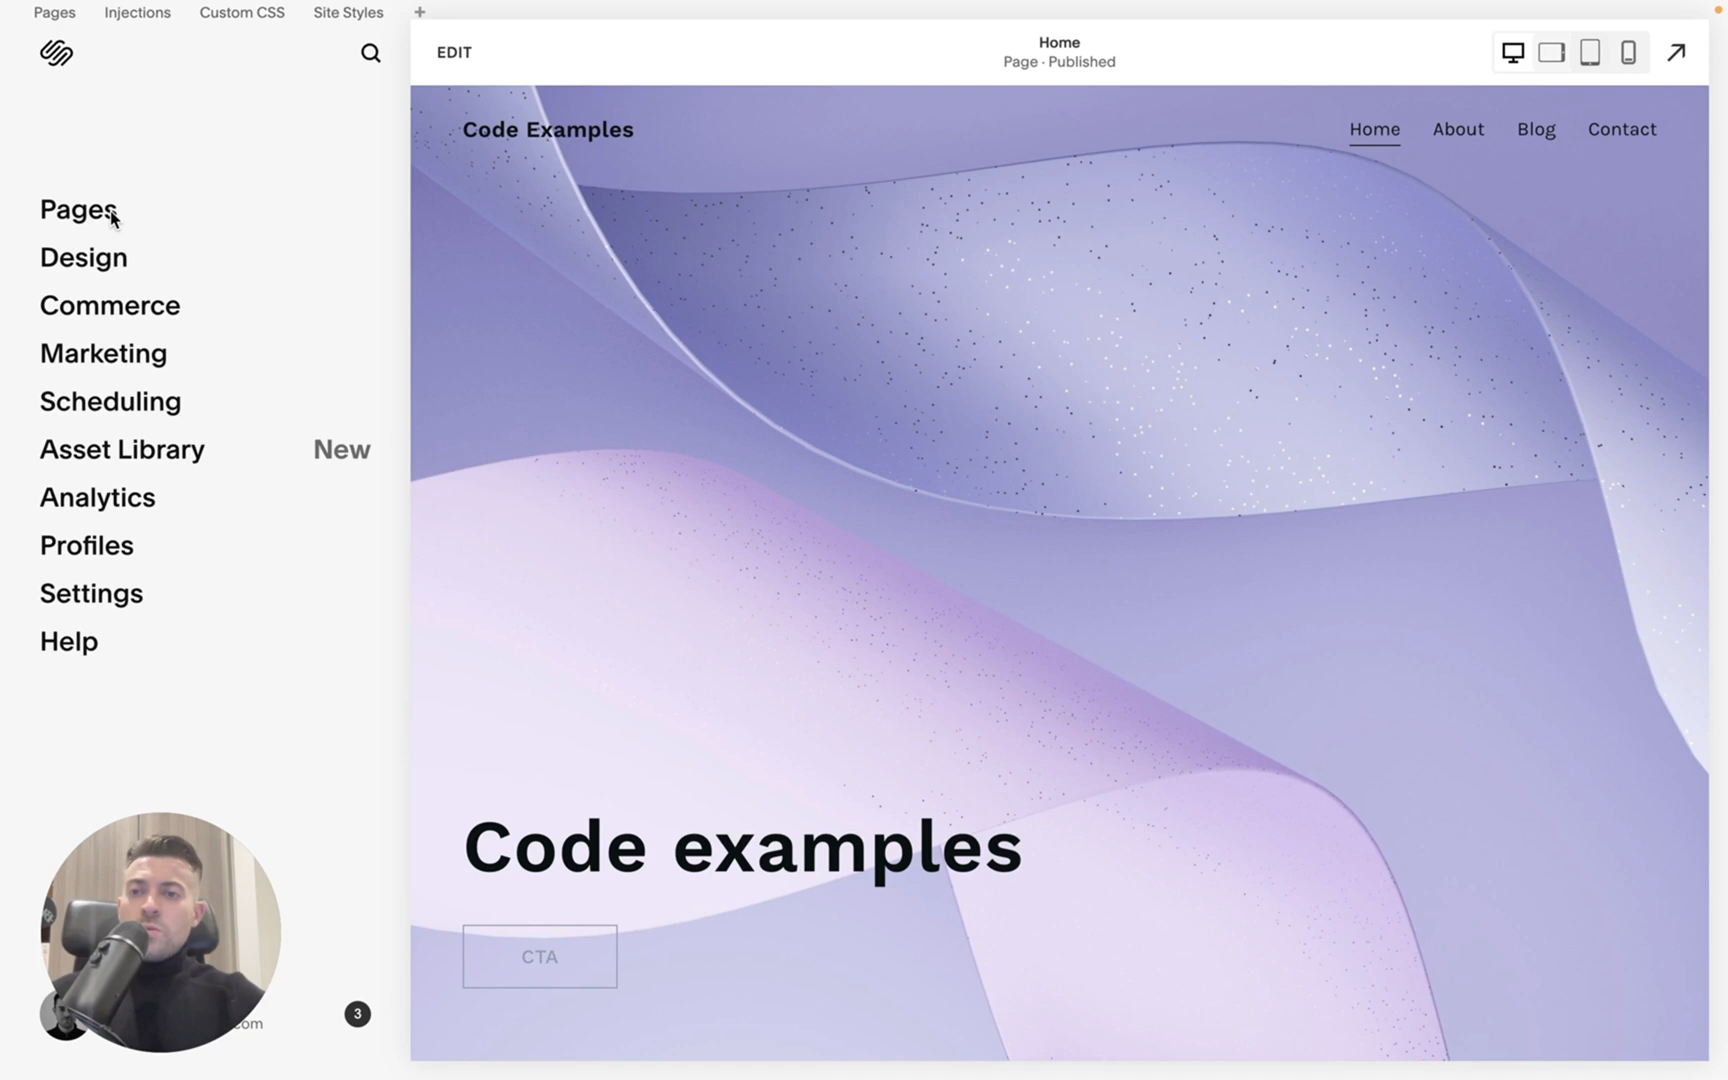 Pages Injections Custom CSS Site Styles +
EDIT
Home
Page · Published
Code Examples
Home About Blog Contact
Pages
Design
Commerce
Marketing
Scheduling
Asset Library New
Analytics
Profiles
Settings
Help
Code examples
CTA
com
3